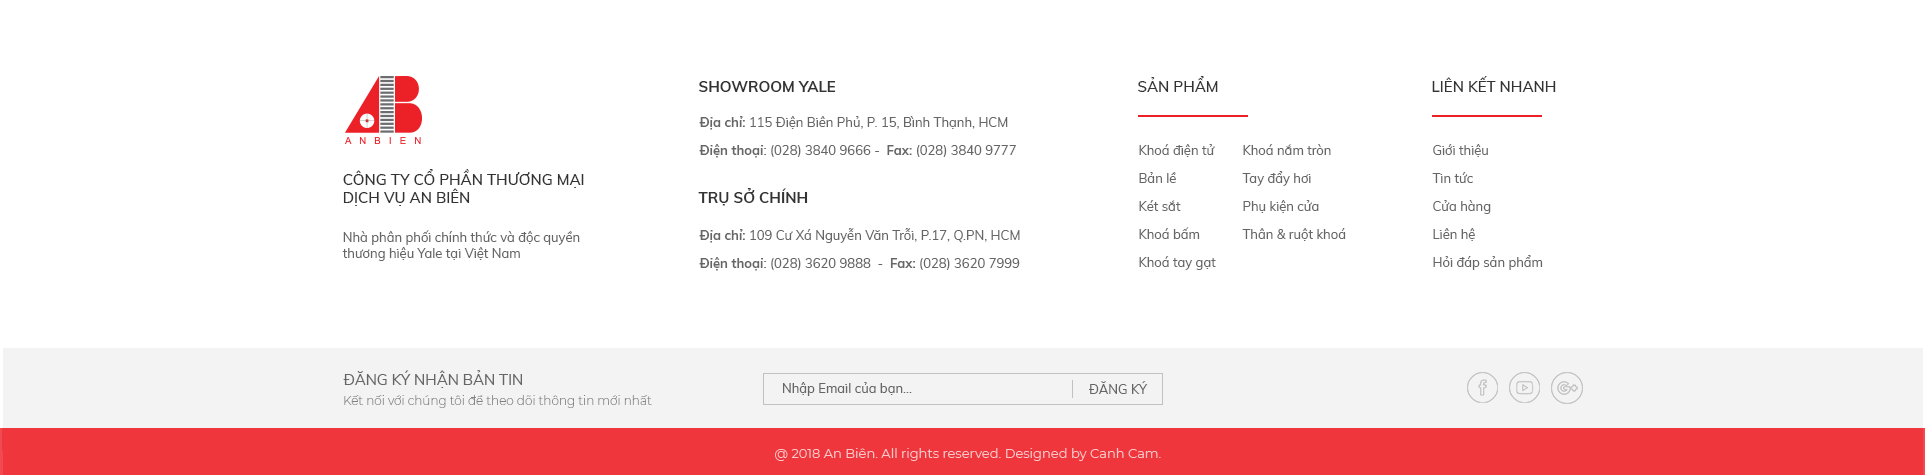 ANBIEN
CÔNG TY CỔ PHẦN THƯƠNG MẠI
DỊCH VỤ AN BIÊN
Nhà phân phối chính thức và độc quyền
thương hiệu Yale tại Việt Nam
SHOWROOM YALE
Địa chỉ: 115 Điện Biên Phủ, P. 15, Bình Thạnh, HCM
Điện thoại: (028) 3840 9666 - Fax: (028) 3840 9777
TRỤ SỞ CHÍNH
Địa chỉ: 109 Cư Xá Nguyễn Văn Trỗi, P.17, Q.PN, HCM
Điện thoại: (028) 3620 9888 - Fax: (028) 3620 7999
SẢN PHẨM
Khoá điện tử
Bản lề
Két sắt
Khoá bấm
Khoá tay gạt
Khoá nắm tròn
Tay đẩy hơi
Phụ kiện cửa
Thân & ruột khoá
LIÊN KẾT NHANH
Giới thiệu
Tin tức
Cửa hàng
Liên hệ
Hỏi đáp sản phẩm
ĐĂNG KÝ NHẬN BẢN TIN
Kết nối với chúng tôi để theo dõi thông tin mới nhất
Nhập Email của bạn...
ĐĂNG KÝ
@ 2018 An Biên. All rights reserved. Designed by Canh Cam.